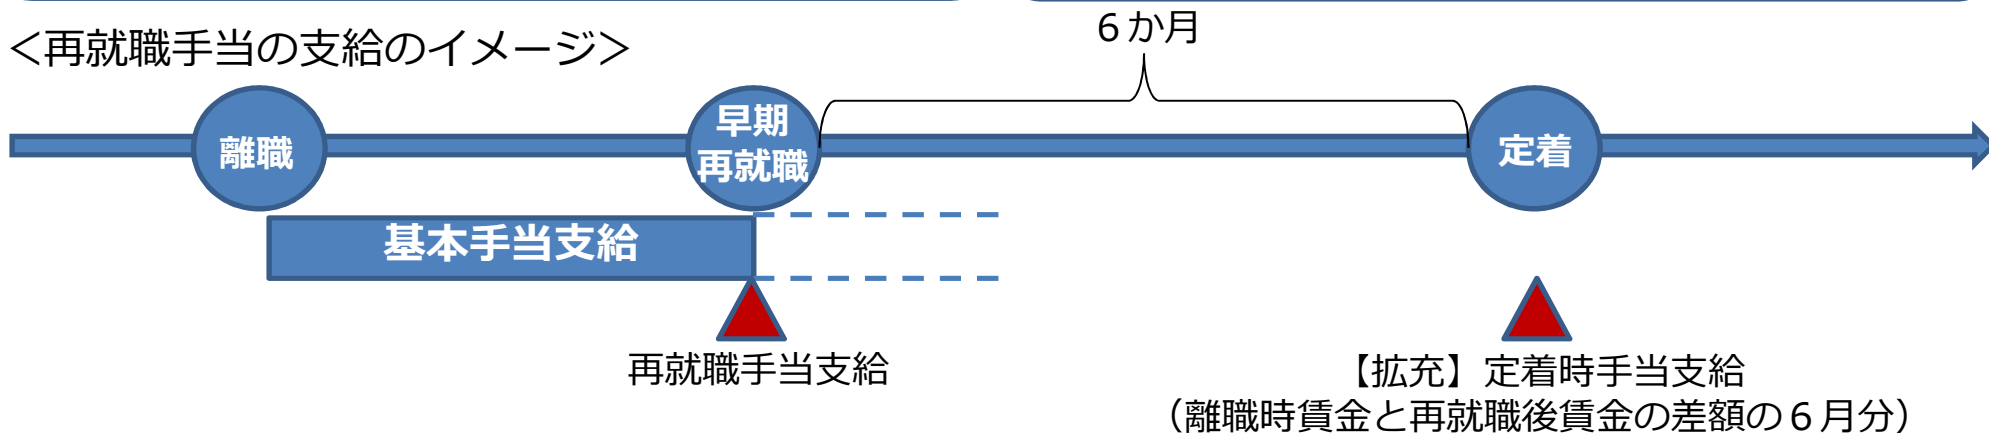 ＜再就職手当の支給のイメージ＞
６か月
離職
早期
再就職
定着
基本手当支給
再就職手当支給
【拡充】定着時手当支給
（離職時賃金と再就職後賃金の差額の６月分）